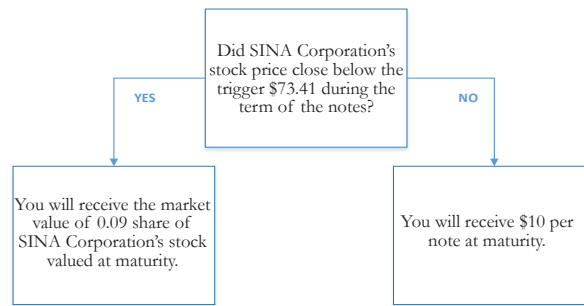 Did SINA Corporation's
stock price close below the
trigger $73.41 during the
term of the notes?
YES
NO
You will receive the market
value of 0.09 share of
SINA Corporation's stock
valued at maturity.
You will receive $10 per
note at maturity.